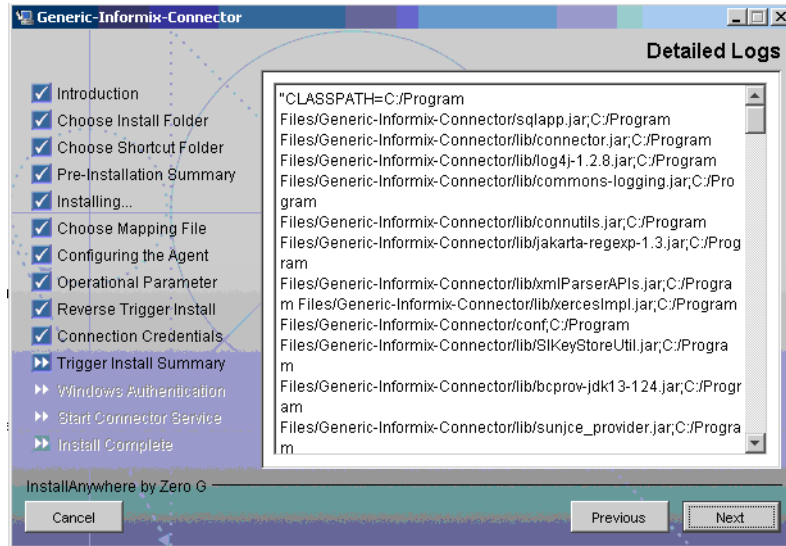 Generic-Informix-Connector
Detailed Logs
Introduction
Choose Install Folder
Choose Shortcut Folder
Pre-Installation Summary
Installing...
Choose Mapping File
Configuring the Agent
Operational Parameter
Reverse Trigger Install
Connection Credentials
Trigger Install Summary
Windows Authentication
Start Connector Service
Install Complete
"CLASSPATH=C:/Program
Files/Generic-Informix-Connector/sqlapp.jar;C:/Program
Files/Generic-Informix-Connector/lib/connector.jar;C:/Program
Files/Generic-Informix-Connector/lib/log4j-1.2.8.jar;C:/Program
Files/Generic-Informix-Connector/lib/commons-logging.jar;C:/Pro
gram
Files/Generic-Informix-Connector/lib/connutils.jar;C:/Program
Files/Generic-Informix-Connector/lib/jakarta-regexp-1.3.jar;C:/Prog
ram
Files/Generic-Informix-Connector/lib/xmlParserAPIs.jar;C:/Progra
m Files/Generic-Informix-Connector/lib/xercesImpl.jar;C:/Program
Files/Generic-Informix-Connector/conf;C:/Program
Files/Generic-Informix-Connector/lib/SIKeyStoreUtil.jar;C:/Progra
m
Files/Generic-Informix-Connector/lib/bcprov-jdk13-124.jar;C:/Progr
am
Files/Generic-Informix-Connector/lib/sunjce_provider.jar;C:/Progra
m
InstallAnywhere by Zero G
Cancel
Previous
Next